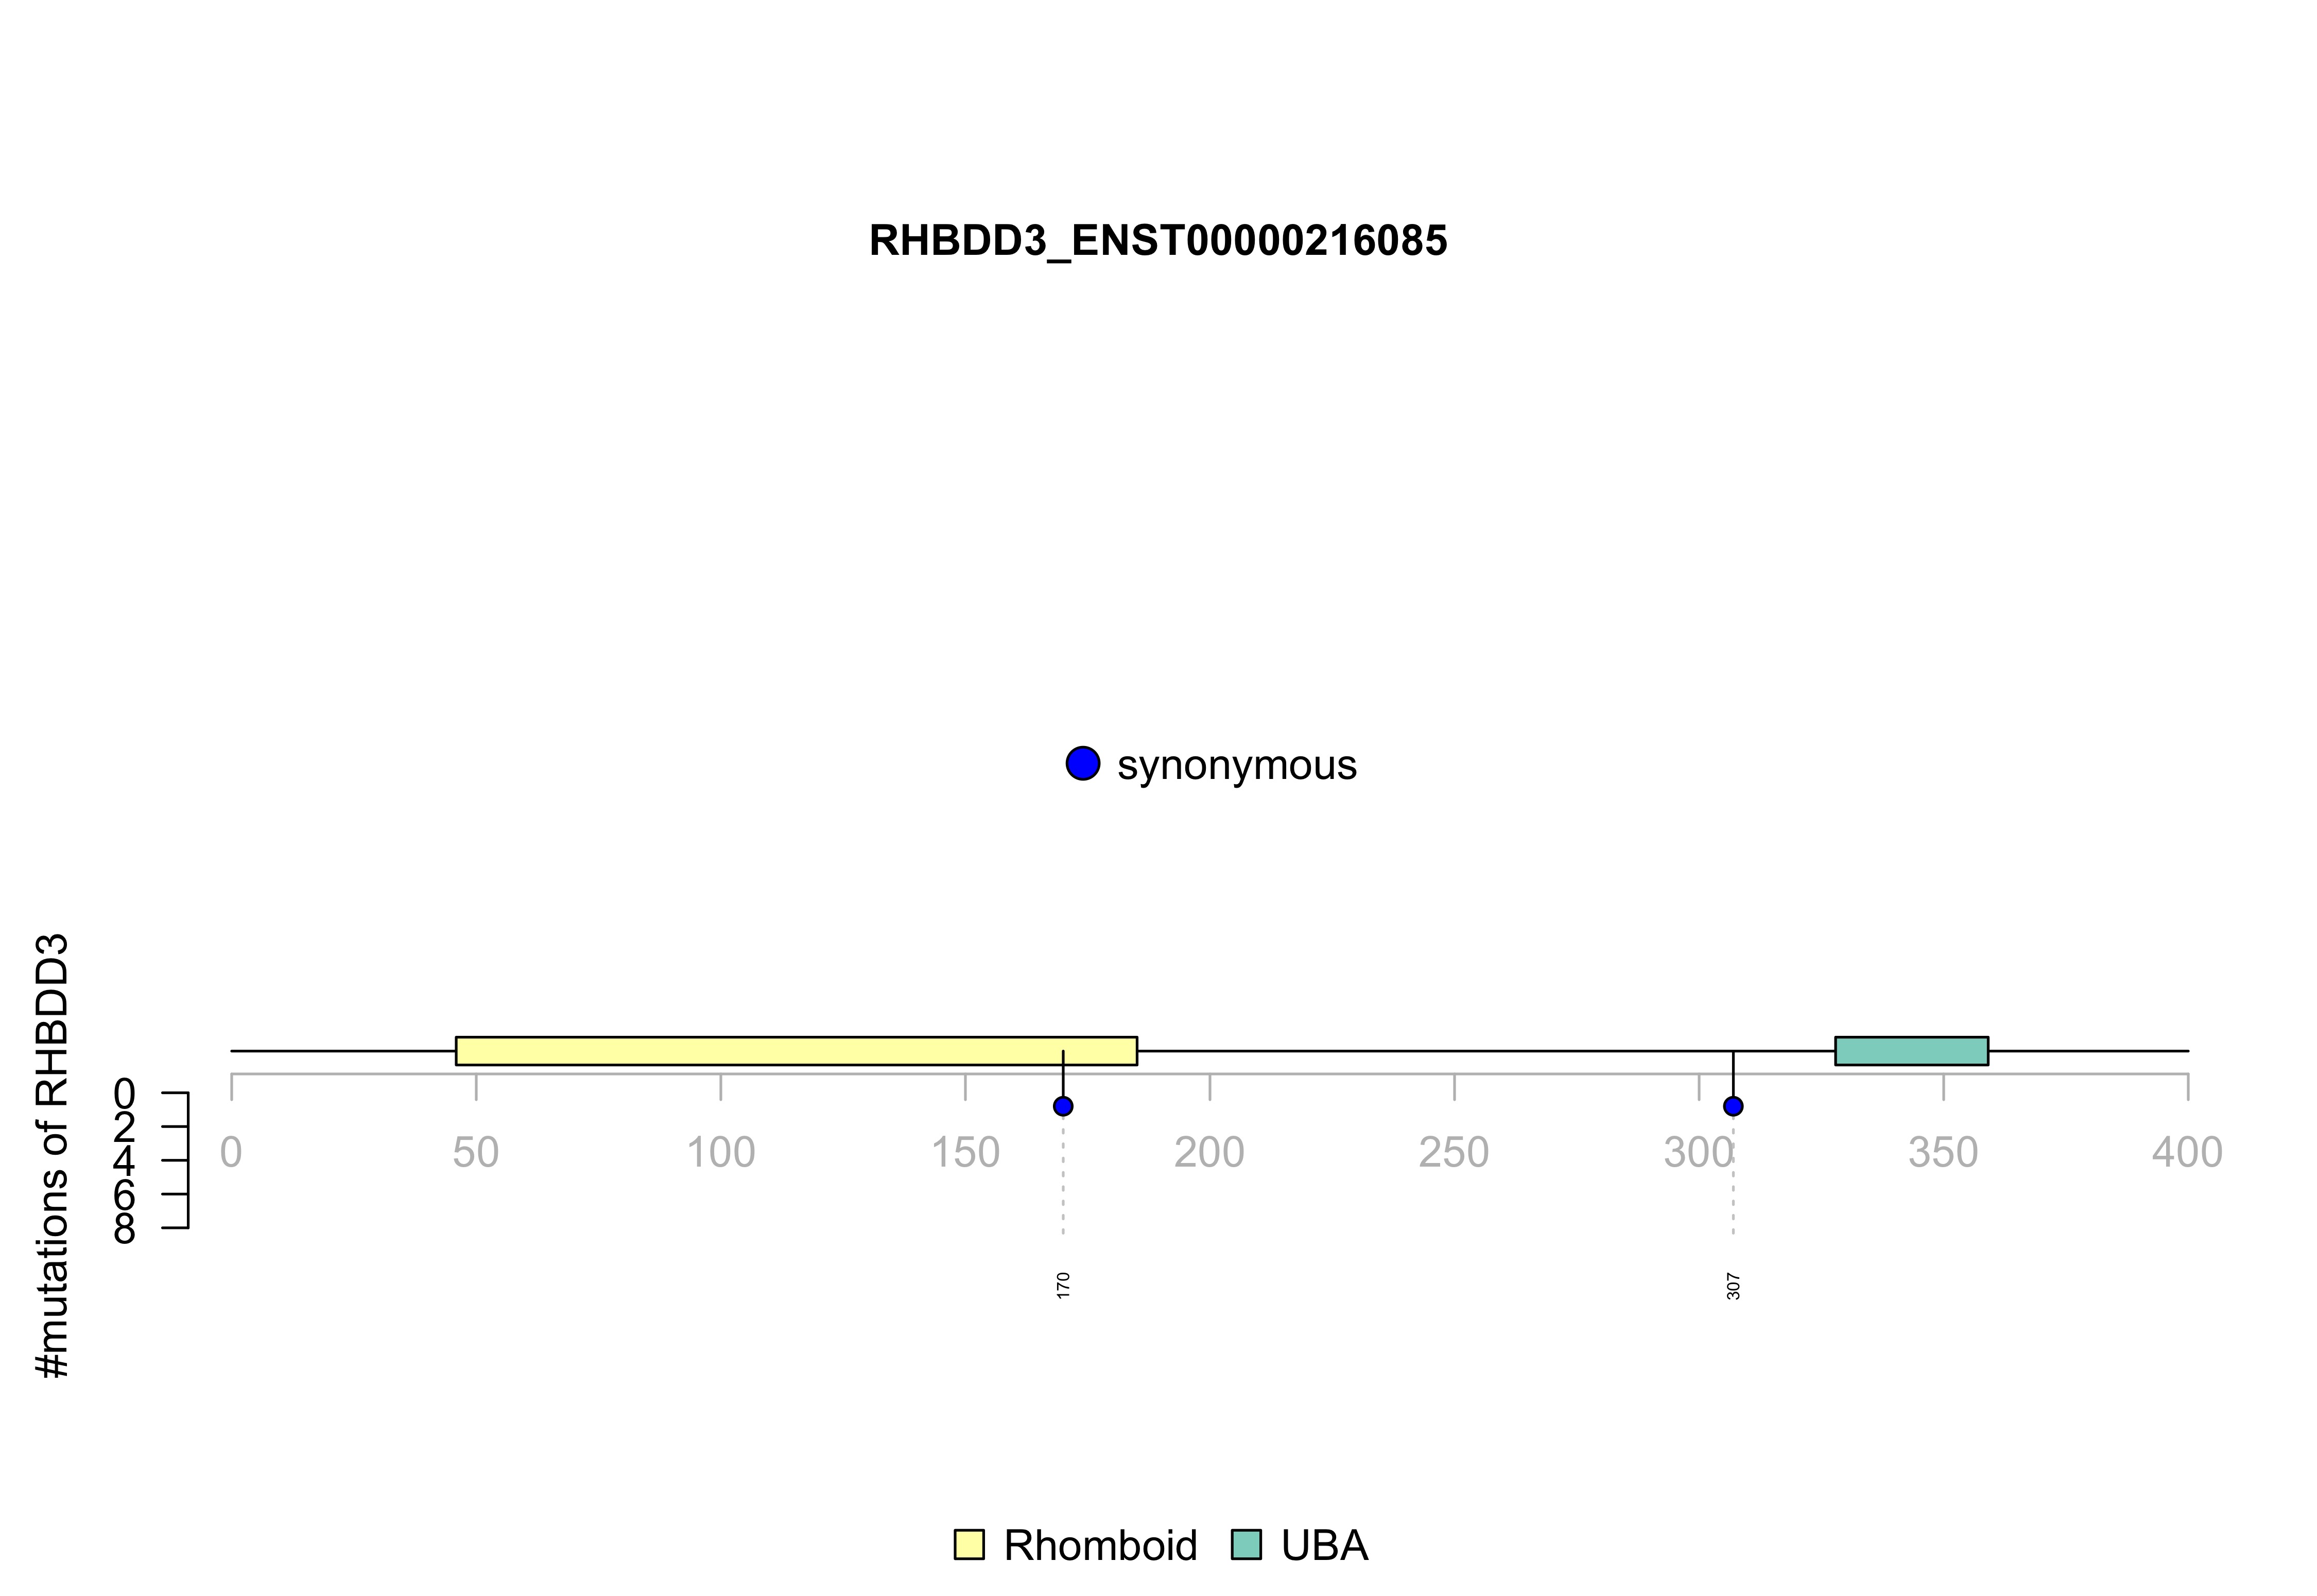 RHBDD3_ENST00000216085
synonymous
#mutations of RHBDD3
0
2
4
6
8
0 50 100 150 200 250 300 350 400
170 307
Rhomboid UBA